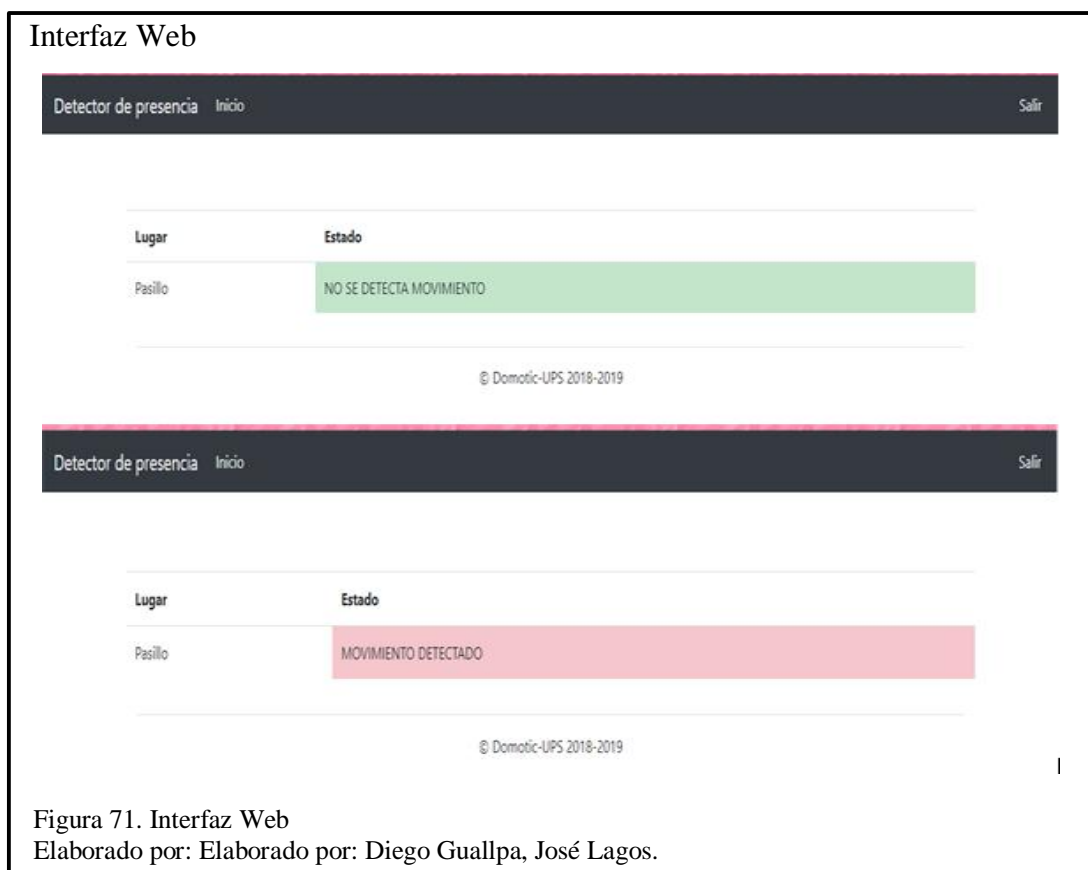 Interfaz Web
Detector de presencia Inicio Salir
Lugar Estado
Pasillo NO SE DETECTA MOVIMIENTO
© Domotic-UPS 2018-2019
Detector de presencia Inicio Salir
Lugar Estado
Pasillo MOVIMIENTO DETECTADO
© Domotic-UPS 2018-2019
Figura 71. Interfaz Web
Elaborado por: Elaborado por: Diego Guallpa, José Lagos.